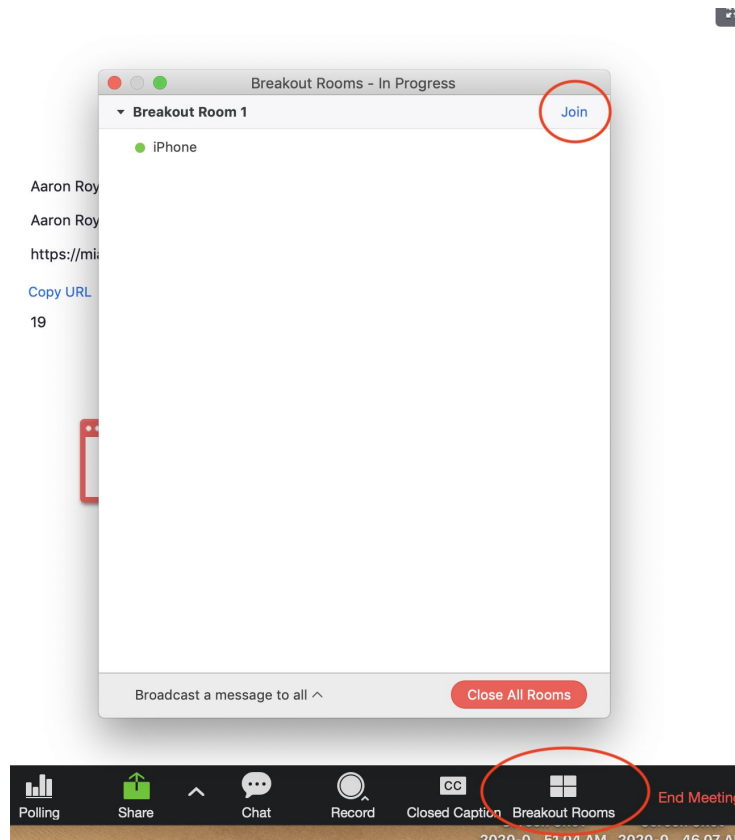 Breakout Rooms - In Progress
Breakout Room 1
Join
iPhone
Aaron Roy
Aaron Roy
https://mia
Copy URL
19
Broadcast a message to all
Close All Rooms
CC
Polling
Share
Chat
Record
Closed Caption
Breakout Rooms
End Meeting